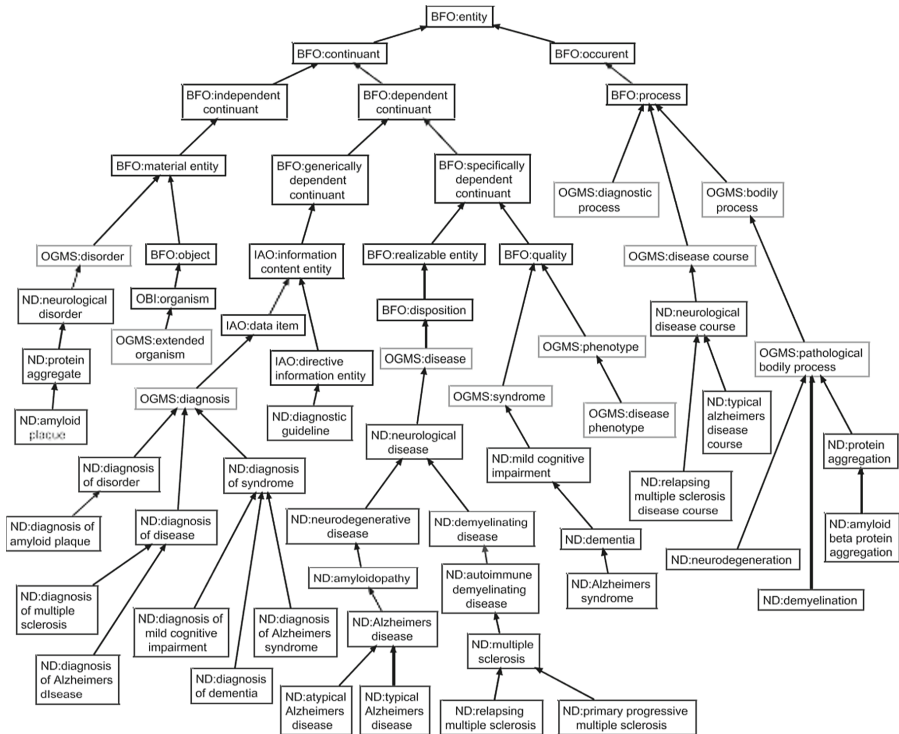 BFO:entity
BFO:continuant
BFO:occurent
BFO:independent
continuant
BFO:dependent
continuant
BFO:process
BFO:material entity
BFO:generically
dependent
continuant
BFO:specifically
dependent
continuant
OGMS:diagnostic
process
OGMS:bodily
process
OGMS:disorder
BFO:object
IAO:information
content entity
BFO:realizable entity
BFO:quality
OGMS:disease course
ND:neurological
disorder
OBI:organism
IAO:data item
BFO:disposition
ND:neurological
disease course
OGMS:extended
organism
IAO:directive
information entity
OGMS:disease
OGMS:phenotype
OGMS:pathological
bodily process
ND:protein
aggregate
OGMS:diagnosis
OGMS:syndrome
ND:typical
alzheimers
disease
course
ND:amyloid
plaque
ND:diagnostic
guideline
OGMS:disease
phenotype
ND:neurological
disease
ND:mild cognitive
impairment
ND:protein
aggregation
ND:diagnosis
of disorder
ND:diagnosis
of syndrome
ND:relapsing
multiple sclerosis
disease course
ND:diagnosis of
amyloid plaque
ND:diagnosis
of disease
ND:neurodegenerative
disease
ND:demyelinating
disease
ND:dementia
ND:amyloid
beta protein
aggregation
ND:neurodegeneration
ND:amyloidopathy
ND:autoimmune
demyelinating
disease
ND:Alzheimers
syndrome
ND:demyelination
ND:diagnosis
of multiple
sclerosis
ND:diagnosis of
mild cognitive
impairment
ND:diagnosis
of Alzheimers
syndrome
ND:Alzheimers
disease
ND:multiple
sclerosis
ND:diagnosis
of Alzheimers
disease
ND:diagnosis
of dementia
ND:atypical
Alzheimers
disease
ND:typical
Alzheimers
disease
ND:relapsing
multiple sclerosis
ND:primary progressive
multiple sclerosis